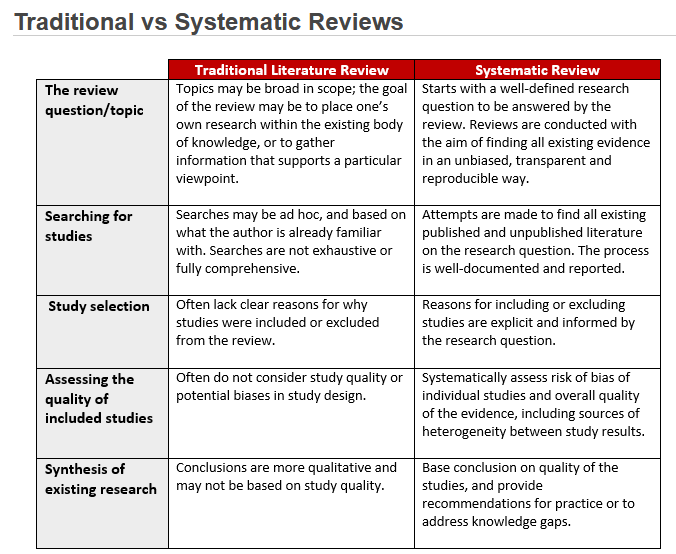 Traditional vs Systematic Reviews
Traditional Literature Review
Systematic Review
The review
question/topic
Topics may be broad in scope; the goal
of the review may be to place one's
own research within the existing body
of knowledge, or to gather
information that supports a particular
viewpoint.
Starts with a well-defined research
question to be answered by the
review. Reviews are conducted with
the aim of finding all existing evidence
in an unbiased, transparent and
reproducible way.
Searching for
studies
Searches may be ad hoc, and based on
what the author is already familiar
with. Searches are not exhaustive or
fully comprehensive.
Attempts are made to find all existing
published and unpublished literature
on the research question. The process
is well-documented and reported.
Study selection
Often lack clear reasons for why
studies were included or excluded
from the review.
Reasons for including or excluding
studies are explicit and informed by
the research question.
Assessing the
quality of
included studies
Often do not consider study quality or
potential biases in study design.
Systematically assess risk of bias of
individual studies and overall quality
of the evidence, including sources of
heterogeneity between study results.
Synthesis of
existing research
Conclusions are more qualitative and
may not be based on study quality.
Base conclusion on quality of the
studies, and provide
recommendations for practice or to
address knowledge gaps.